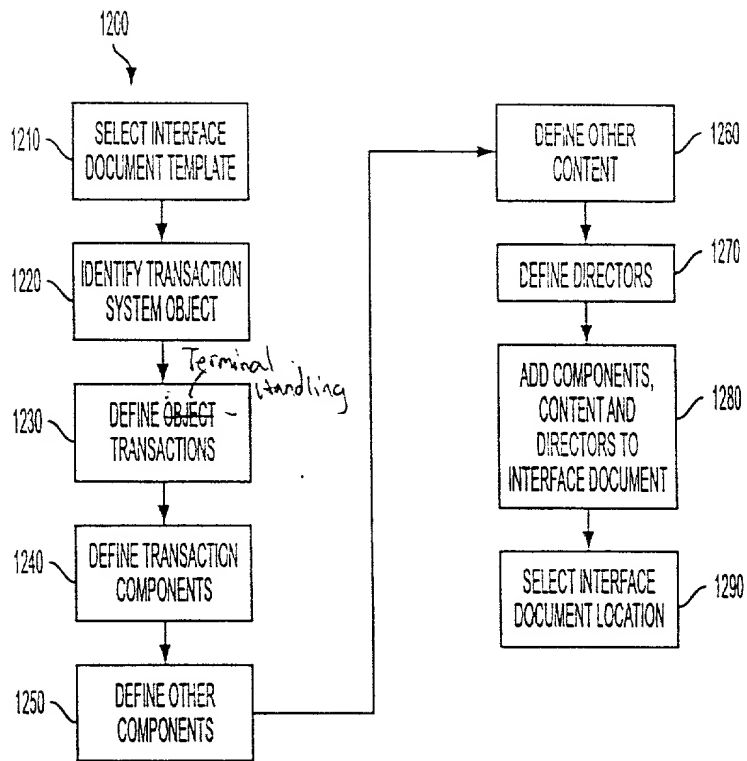 1200
1210
SELECT INTERFACE
DOCUMENT TEMPLATE
1220
IDENTIFY TRANSACTION
SYSTEM OBJECT
Terminal
Handling
1230
DEFINE OBJECT
TRANSACTIONS
1240
DEFINE TRANSACTION
COMPONENTS
1250
DEFINE OTHER
COMPONENTS
1260
DEFINE OTHER
CONTENT
1270
DEFINE DIRECTORS
1280
ADD COMPONENTS,
CONTENT AND
DIRECTORS TO
INTERFACE DOCUMENT
1290
SELECT INTERFACE
DOCUMENT LOCATION